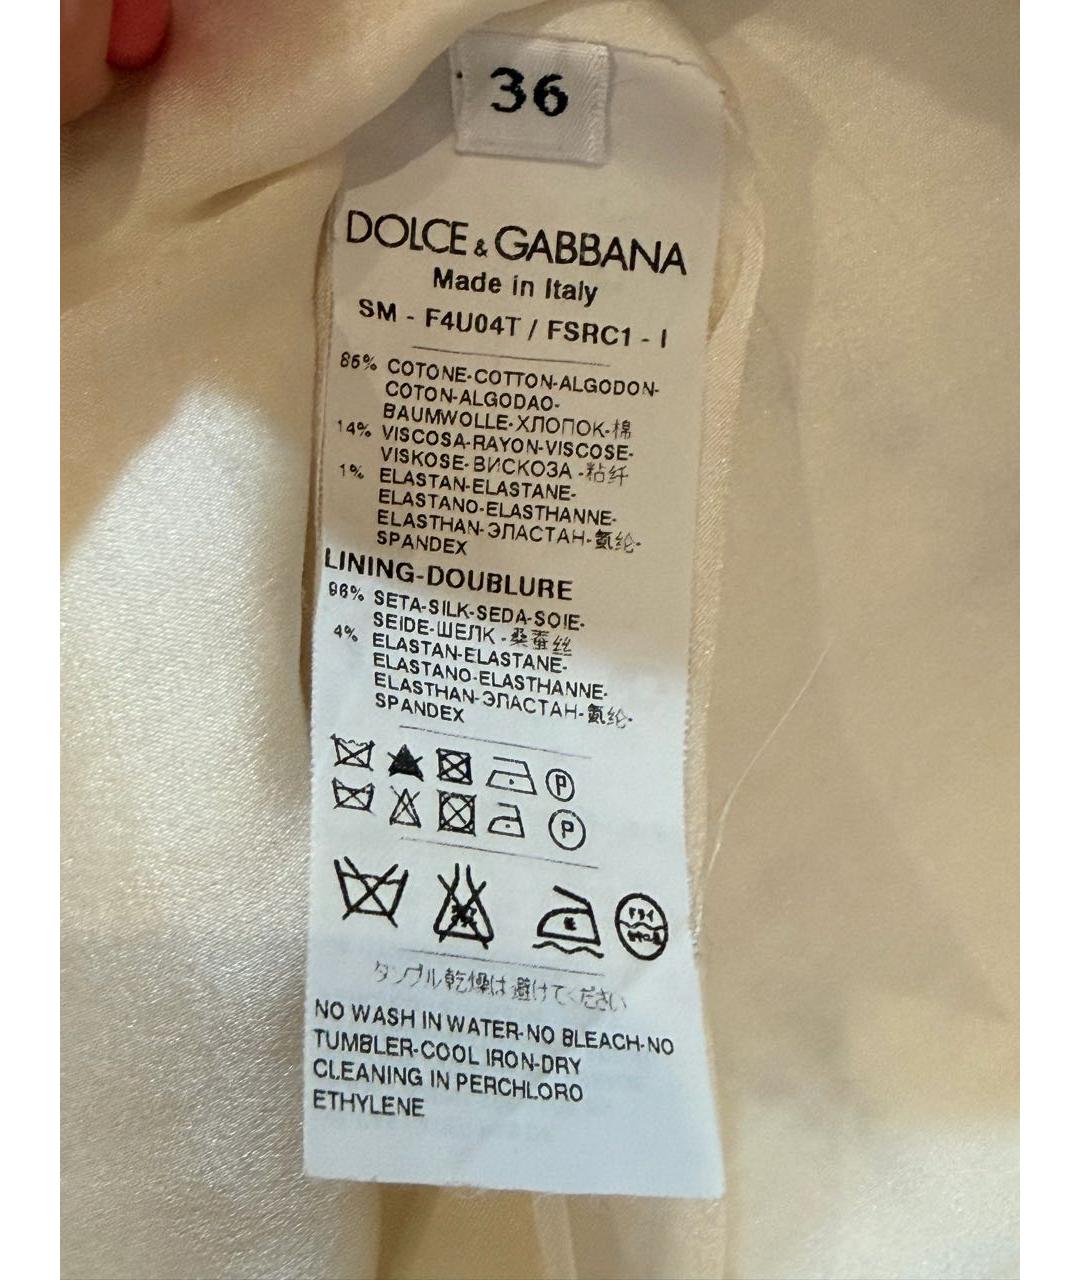 36
DOLCE & GABBANA
Made in Italy
SM - F4U04T / FSRC1 - I
85% COTONE-COTTON-ALGODON-
COTON-ALGODAO-
BAUMWOLLE-ХЛОПОК-棉
14% VISCOSA-RAYON-VISCOSE-
VISKOSE-ВИСКОЗА-粘纤
1% ELASTAN-ELASTANE-
ELASTANO-ELASTHANNE-
ELASTHAN-ЭЛАСТАН-氨纶-
SPANDEX
LINING-DOUBLURE
96% SETA-SILK-SEDA-SOIE-
SEIDE-ШЕЛК-桑蚕丝
4% ELASTAN-ELASTANE-
ELASTANO-ELASTHANNE-
ELASTHAN-ЭЛАСТАН-氨纶-
SPANDEX
P
P
ドライ
タンブル乾燥は避けてください
NO WASH IN WATER-NO BLEACH-NO
TUMBLER-COOL IRON-DRY
CLEANING IN PERCHLORO
ETHYLENE